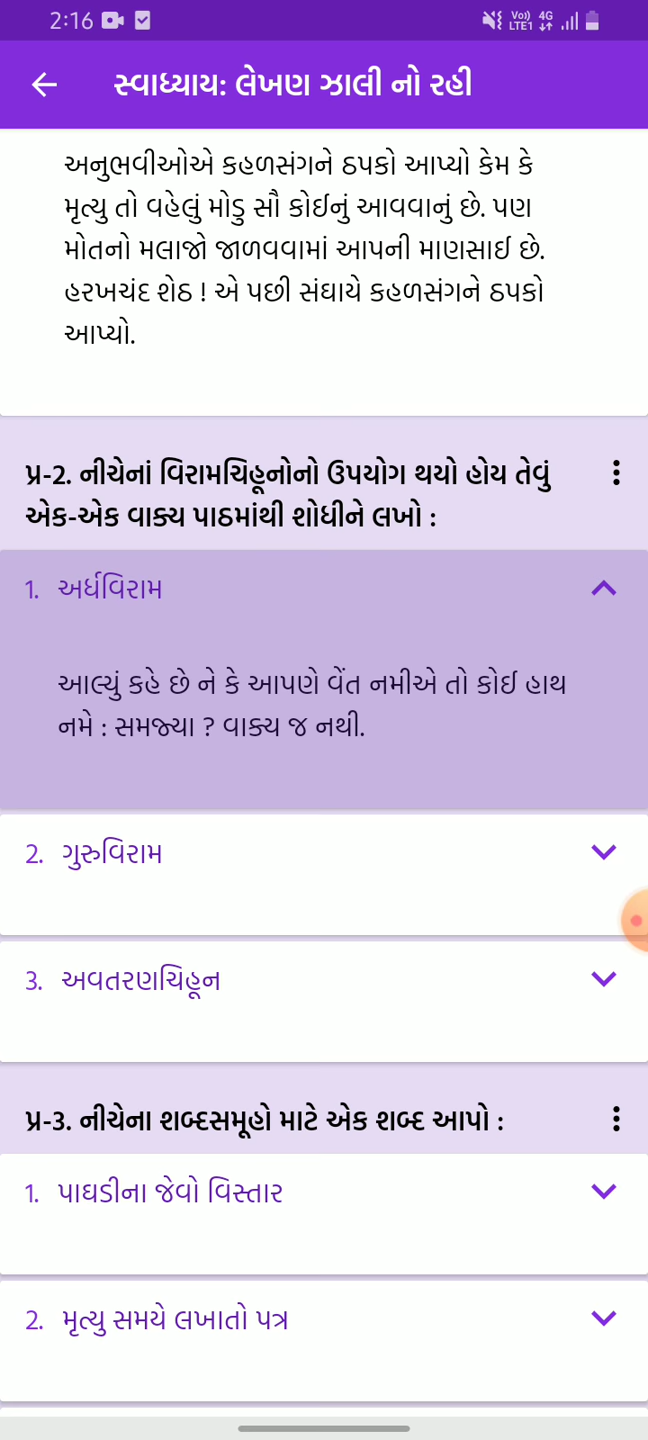 2:16
Vo)) 4G
LTE1
સ્વાધ્યાય: લેખણ ઝાલી નો રહી
અનુભવીઓએ કહળસંગને ઠપકો આપ્યો કેમ કે
મૃત્યુ તો વહેલું મોડુ સૌ કોઈનું આવવાનું છે. પણ
મોતનો મલાજો જાળવવામાં આપની માણસાઈ છે.
હરખચંદ શેઠ ! એ પછી સંઘાયે કહળસંગને ઠપકો
આપ્યો.
પ્ર-2. નીચેનાં વિરામચિહ્નોનો ઉપયોગ થયો હોય તેવું
એક-એક વાક્ય પાઠમાંથી શોધીને લખો :
1. અર્ધવિરામ
આલ્યું કહે છે ને કે આપણે વેંત નમીએ તો કોઈ હાથ
નમે : સમજ્યા ? વાક્ય જ નથી.
2. ગુરુવિરામ
3. અવતરણચિહ્ન
પ્ર-3. નીચેના શબ્દસમૂહો માટે એક શબ્દ આપો :
1. પાઘડીના જેવો વિસ્તાર
2. મૃત્યુ સમયે લખાતો પત્ર